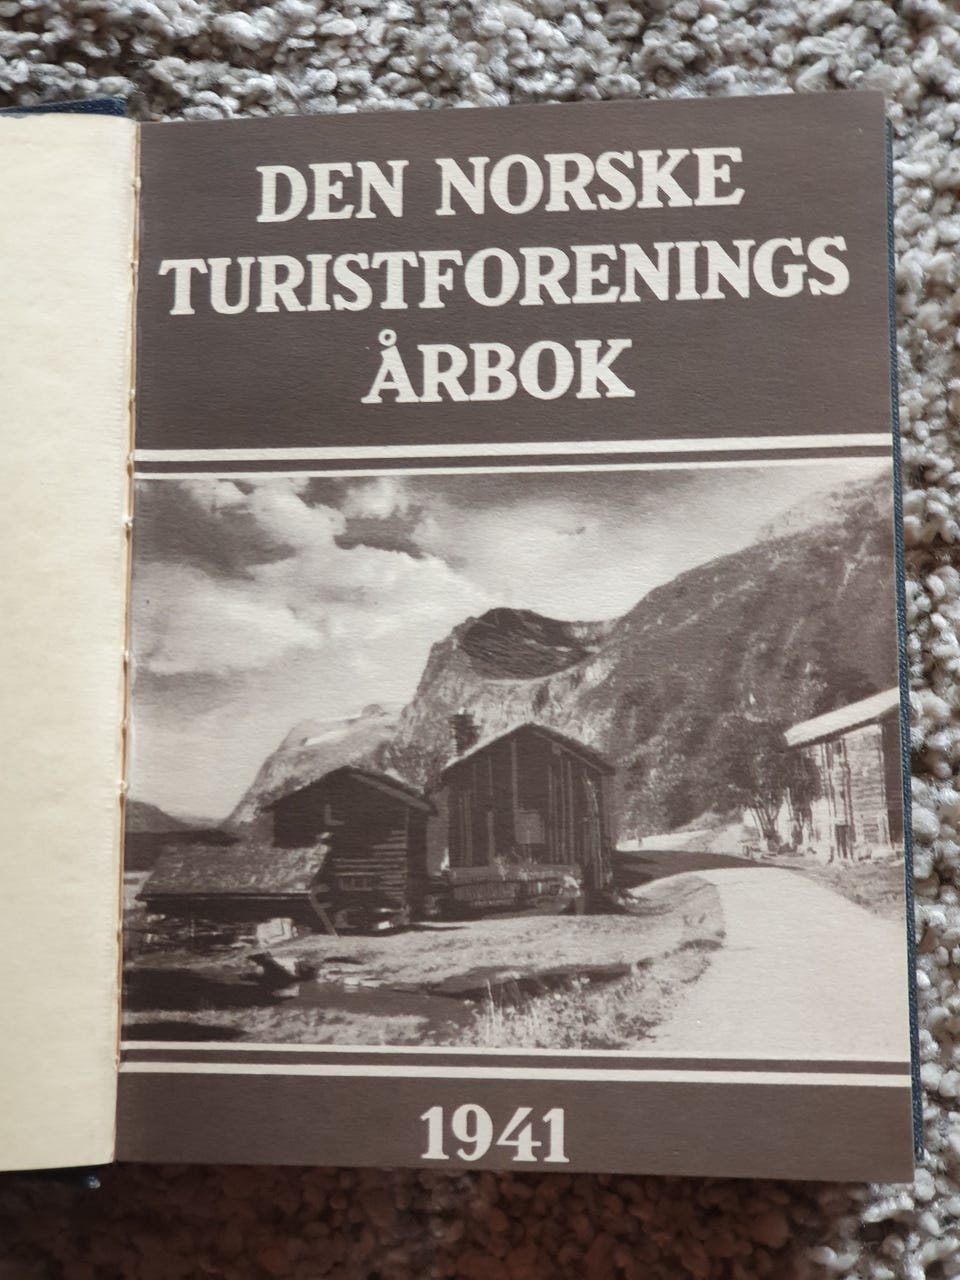 DEN NORSKE
TURISTFORENINGS
ÅRBOK
1941